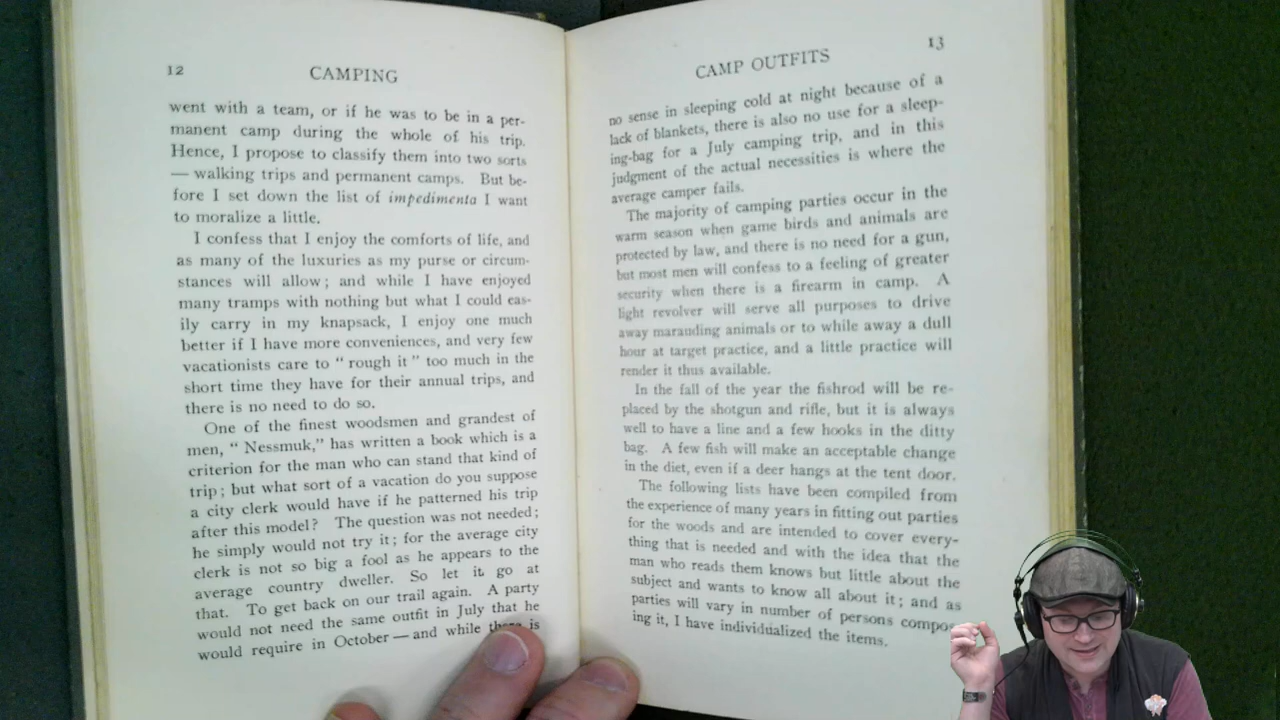 12
CAMPING
went with a team, or if he was to be in a per-
manent camp during the whole of his trip.
Hence, I propose to classify them into two sorts
— walking trips and permanent camps. But be-
fore I set down the list of impedimenta I want
to moralize a little.
I confess that I enjoy the comforts of life, and
as many of the luxuries as my purse or circum-
stances will allow; and while I have enjoyed
many tramps with nothing but what I could eas-
ily carry in my knapsack, I enjoy one much
better if I have more conveniences, and very few
vacationists care to " rough it " too much in the
short time they have for their annual trips, and
there is no need to do so.
One of the finest woodsmen and grandest of
men, " Nessmuk," has written a book which is a
criterion for the man who can stand that kind of
trip; but what sort of a vacation do you suppose
a city clerk would have if he patterned his trip
after this model? The question was not needed;
he simply would not try it; for the average city
clerk is not so big a fool as he appears to the
average country dweller. So let it go at
that. To get back on our trail again. A party
would not need the same outfit in July that he
would require in October — and while there is
13
CAMP OUTFITS
no sense in sleeping cold at night because of a
lack of blankets, there is also no use for a sleep-
ing-bag for a July camping trip, and in this
judgment of the actual necessities is where the
average camper fails.
The majority of camping parties occur in the
warm season when game birds and animals are
protected by law, and there is no need for a gun,
but most men will confess to a feeling of greater
security when there is a firearm in camp. A
light revolver will serve all purposes to drive
away marauding animals or to while away a dull
hour at target practice, and a little practice will
render it thus available.
In the fall of the year the fishrod will be re-
placed by the shotgun and rifle, but it is always
well to have a line and a few hooks in the ditty
bag. A few fish will make an acceptable change
in the diet, even if a deer hangs at the tent door.
The following lists have been compiled from
the experience of many years in fitting out parties
for the woods and are intended to cover every-
thing that is needed and with the idea that the
man who reads them knows but little about the
subject and wants to know all about it; and as
parties will vary in number of persons compos-
ing it, I have individualized the items.